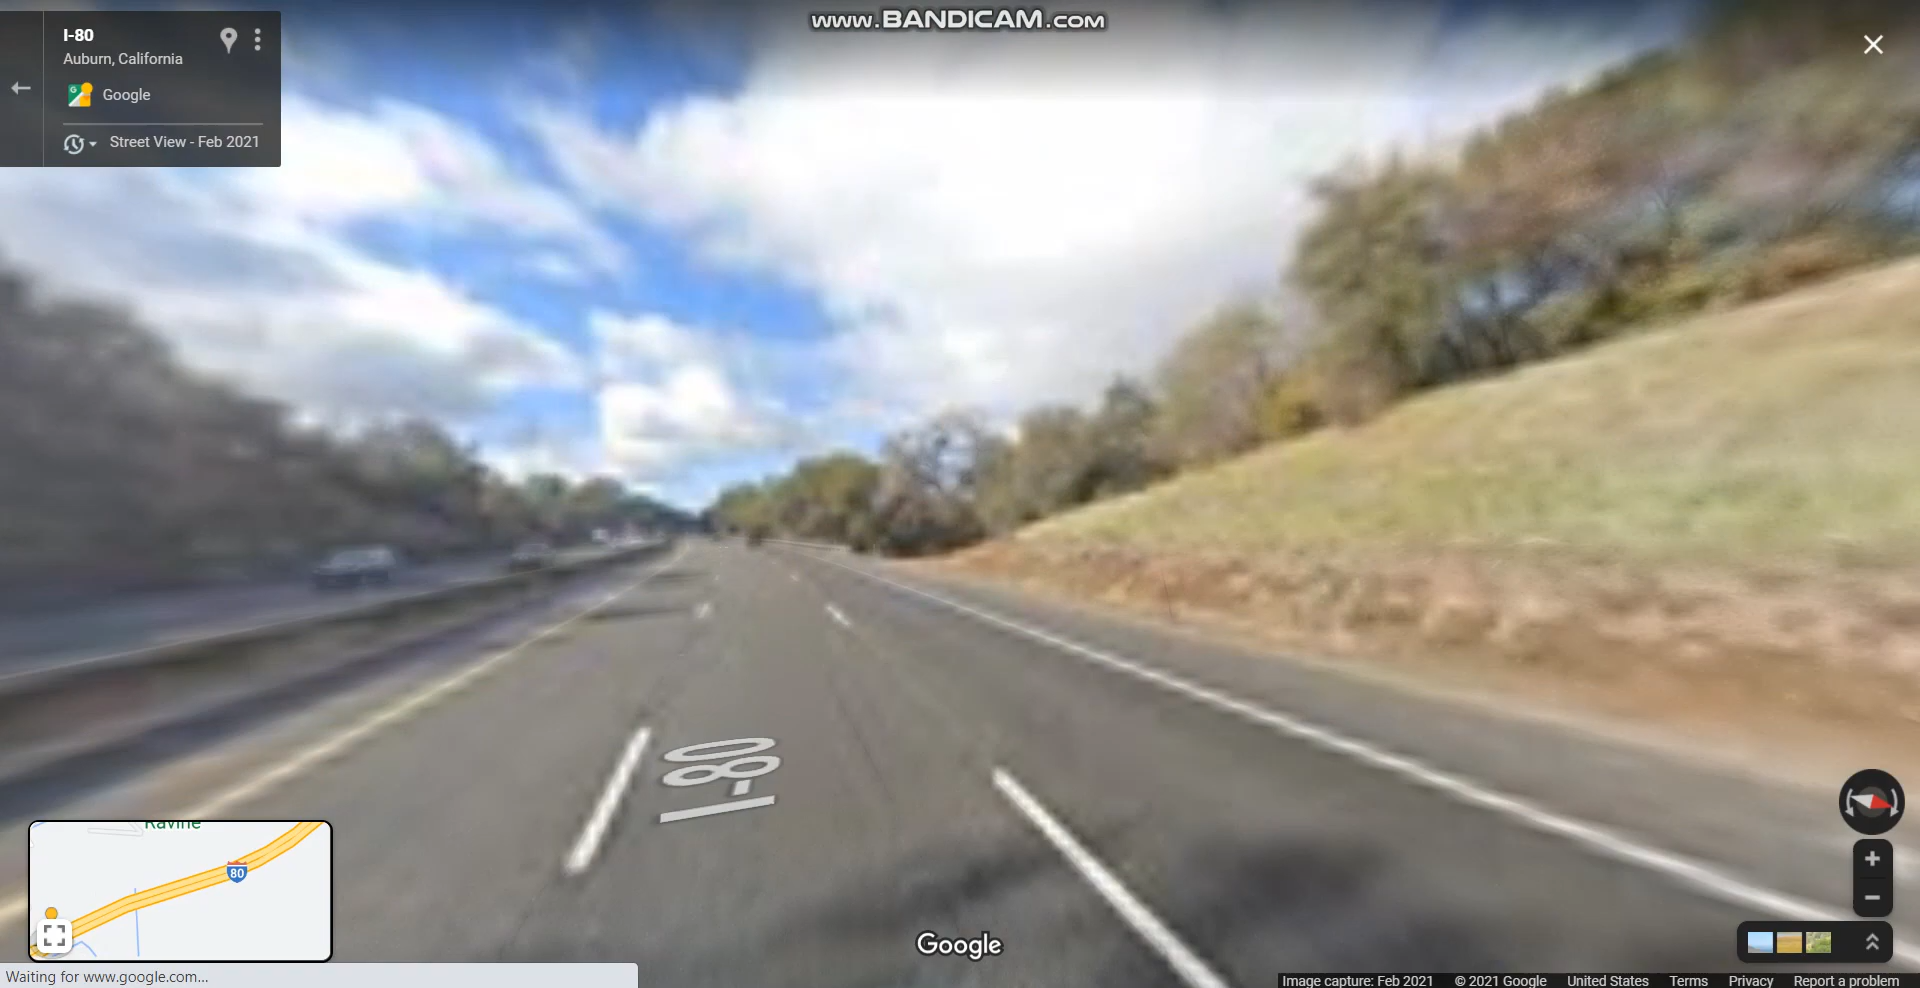 www.BANDICAM.com
I-80
Auburn, California
Google
Street View - Feb 2021
I-80
Ravine
80
Google
Waiting for www.google.com...
Image capture: Feb 2021 © 2021 Google United States Terms Privacy Report a problem